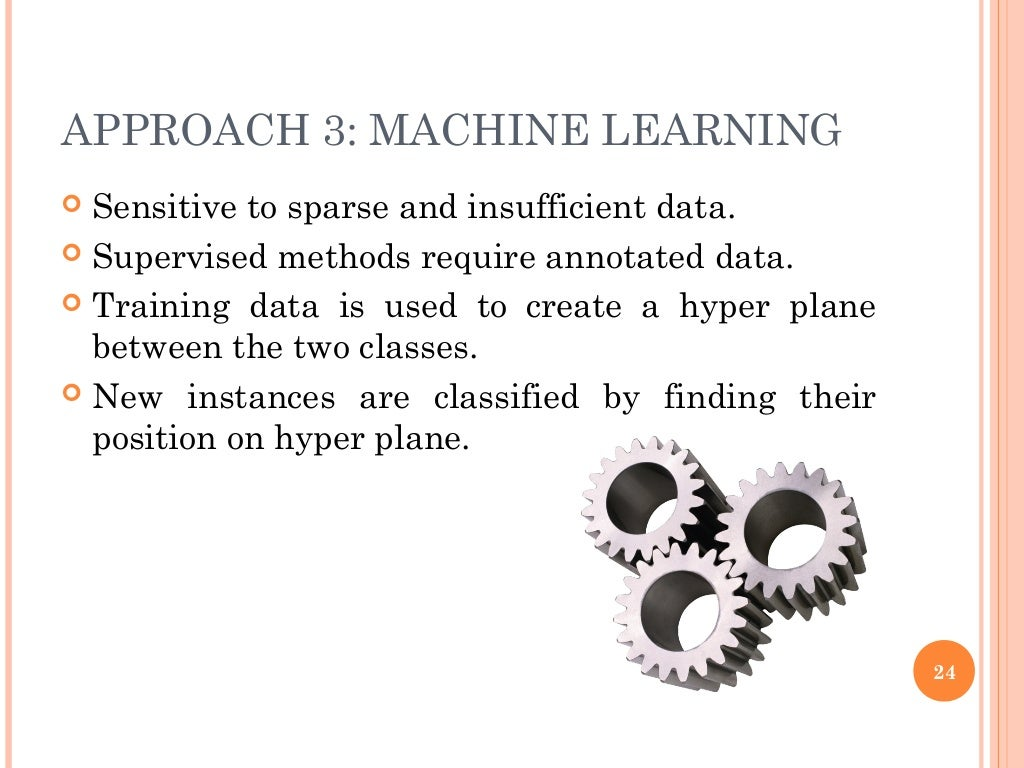 APPROACH 3: MACHINE LEARNING
Sensitive to sparse and insufficient data.
Supervised methods require annotated data.
Training data is used to create a hyper plane
between the two classes.
New instances are classified by finding their
position on hyper plane.
24